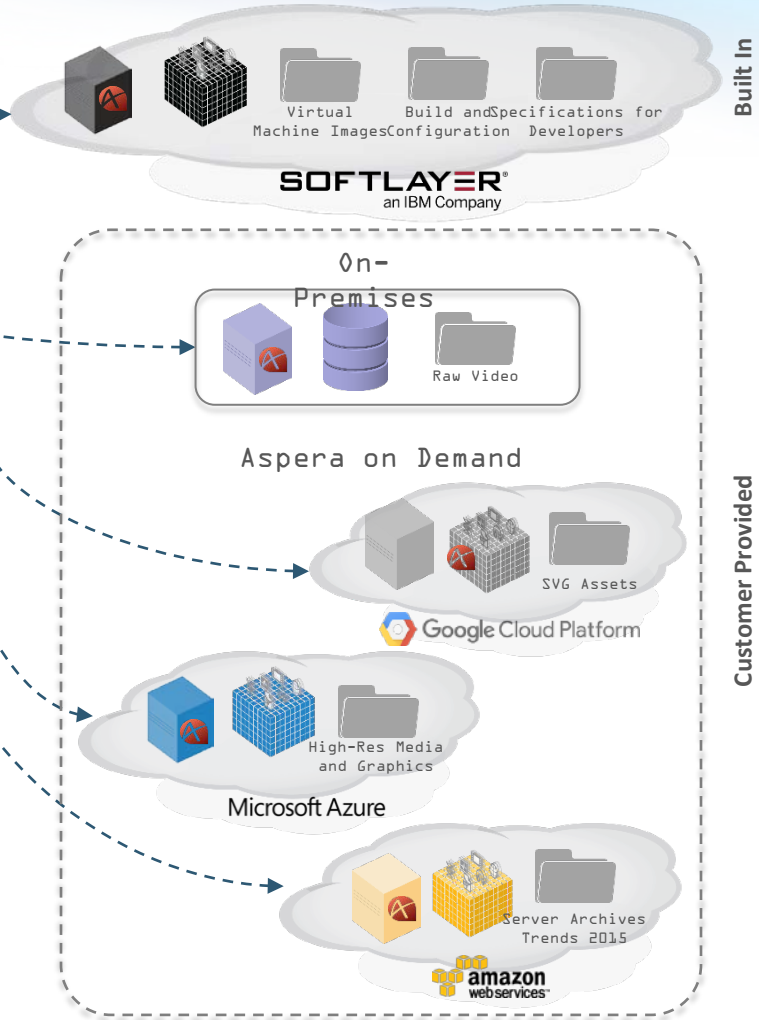 Built In
Virtual
Machine Images
Build and
Configuration
Specifications for
Developers
SOFTLAYER®
an IBM Company
On-
Premises
Raw Video
Aspera on Demand
Customer Provided
SVG Assets
Google Cloud Platform
High-Res Media
and Graphics
Microsoft Azure
Server Archives
Trends 2015
amazon
webservices™